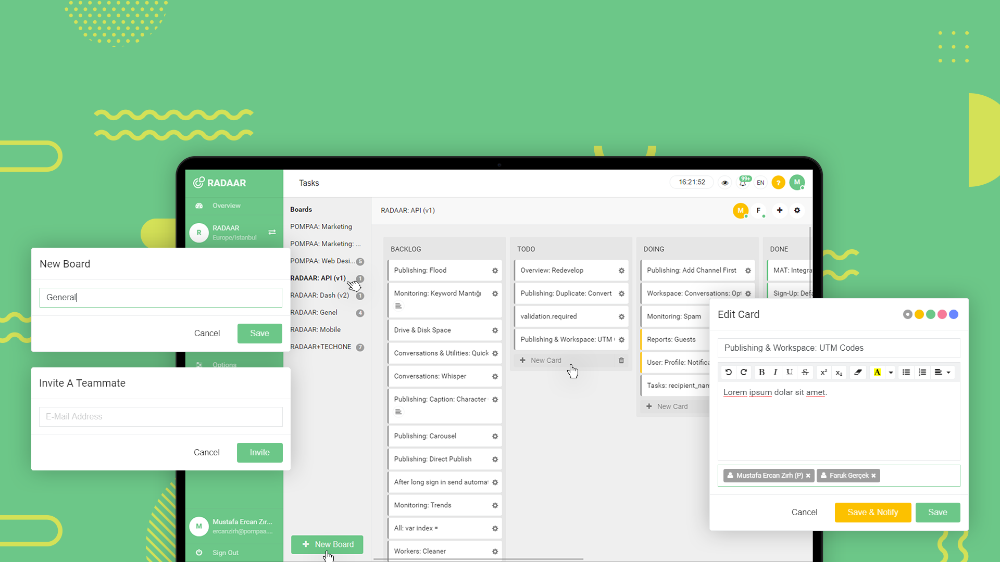 RADAAR
Tasks
16:21:52
99+
EN
?
M
Overview
R
RADAAR
Europe/Istanbul
Options
M
Mustafa Ercan Zır...
ercanzirh@pompaa....
Sign Out
Boards
POMPAA: Marketing
POMPAA: Marketing: ...
POMPAA: Web Desi... 5
RADAAR: API (v1) 1
RADAAR: Dash (v2) 1
RADAAR: Genel 4
RADAAR: Mobile
RADAAR+TECHONE 7
New Board
RADAAR: API (v1)
M
F
BACKLOG
Publishing: Flood
Monitoring: Keyword Mantığı
Drive & Disk Space
Conversations & Utilities: Quick
Conversations: Whisper
Publishing: Caption: Character
Publishing: Carousel
Publishing: Direct Publish
After long sign in send automat
Monitoring: Trends
All: var index =
Workers: Cleaner
TODO
Overview: Redevelop
Publishing: Duplicate: Convert
validation.required
Publishing & Workspace: UTM
New Card
DOING
Publishing: Add Channel First
Workspace: Conversations: Opt
Monitoring: Spam
Reports: Guests
User: Profile: Notifica
Tasks: recipient_nam
New Card
DONE
MAT: Integra
Sign-Up: Defa
New Board
General
Cancel
Save
Invite A Teammate
E-Mail Address
Cancel
Invite
Edit Card
Publishing & Workspace: UTM Codes
B I U S x² x₂ A
Lorem ipsum dolar sit amet.
Mustafa Ercan Zırh (P) ×
Faruk Gerçek ×
Cancel
Save & Notify
Save